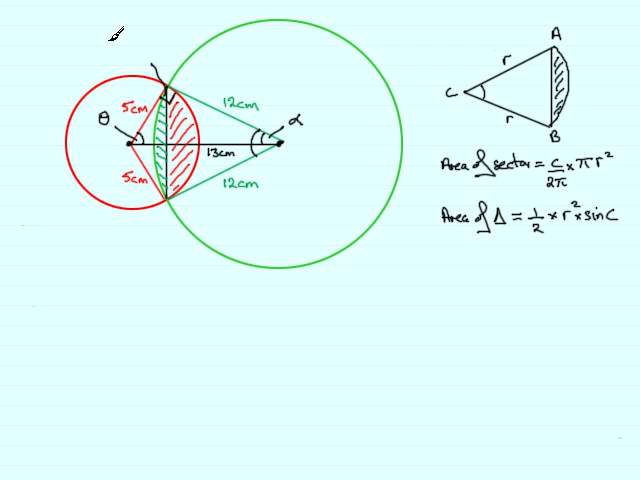 5cm
12cm
θ
α
13cm
5cm
12cm
A
r
C
r
B
Area of sector = C/2π × πr²
Area of Δ = 1/2 × r² × sinC